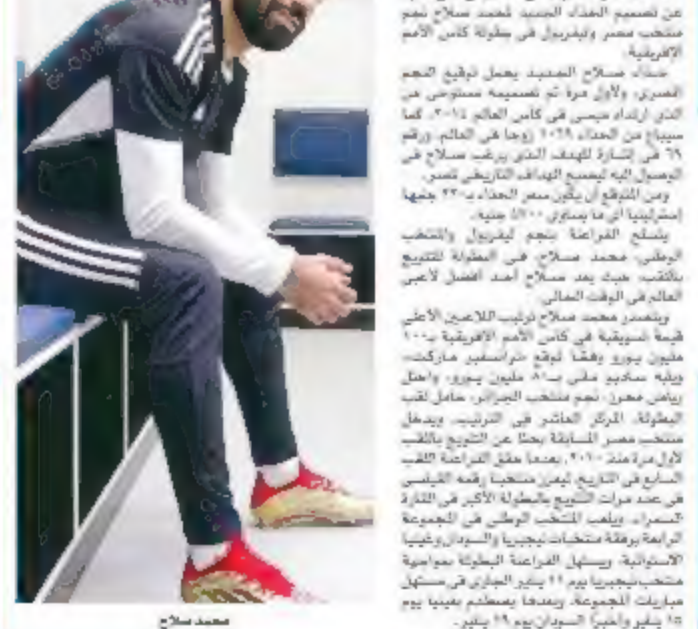 عن تصميم الحذاء الجديد لمحمد صلاح نجم
منتخب مصر وليفربول في بطولة كأس الأمم
الإفريقية.
حذاء صلاح الجديد يحمل توقيع النجم
المصري، ولأول مرة تم تصميمه مستوحى من
الذي ارتداه ميسي في كأس العالم ٢٠١٤، كما
سيباع من الحذاء ١٠٦٩ زوجا في العالم، ورقم
٦٩ في إشارة للهدف الذي يرغب صلاح في
الوصول إليه ليصبح الهداف التاريخي لمصر.
ومن المتوقع أن يكون سعر الحذاء بـ٢٢٠ جنيها
إسترلينيا أي ما يساوي جنيه.
يتسلح الفراعنة بنجم ليفربول والمنتخب
الوطني، محمد صلاح، في البطولة للتتويج
باللقب، حيث يعد صلاح أحد أفضل لاعبي
العالم في الوقت الحالي.
ويتصدر محمد صلاح ترتيب اللاعبين الأعلى
قيمة تسويقية في كأس الأمم الإفريقية بـ١٠٠
مليون يورو وفقا لموقع «ترانسفير ماركت»،
ويليه ساديو ماني بـ٨٠ مليون يورو، واحتل
رياض محرز، نجم منتخب الجزائر، حامل لقب
البطولة، المركز العاشر في الترتيب، ويدخل
منتخب مصر المسابقة بحثا عن التتويج باللقب
لأول مرة منذ ٢٠١٠، بعدما حقق الفراعنة اللقب
السابع في التاريخ، ليعزز منتخبنا رقمه القياسي
في عدد مرات التتويج بالبطولة الأكبر في القارة
السمراء، ويلعب المنتخب الوطني في المجموعة
الرابعة برفقة منتخبات نيجيريا والسودان وغينيا
الاستوائية، ويستهل الفراعنة البطولة بمواجهة
منتخب نيجيريا يوم ١١ يناير الجاري في مستهل
مباريات المجموعة، وبعدها يصطدم بغينيا يوم
١٥ يناير وأخيرا السودان يوم ١٩ يناير.
محمد صلاح